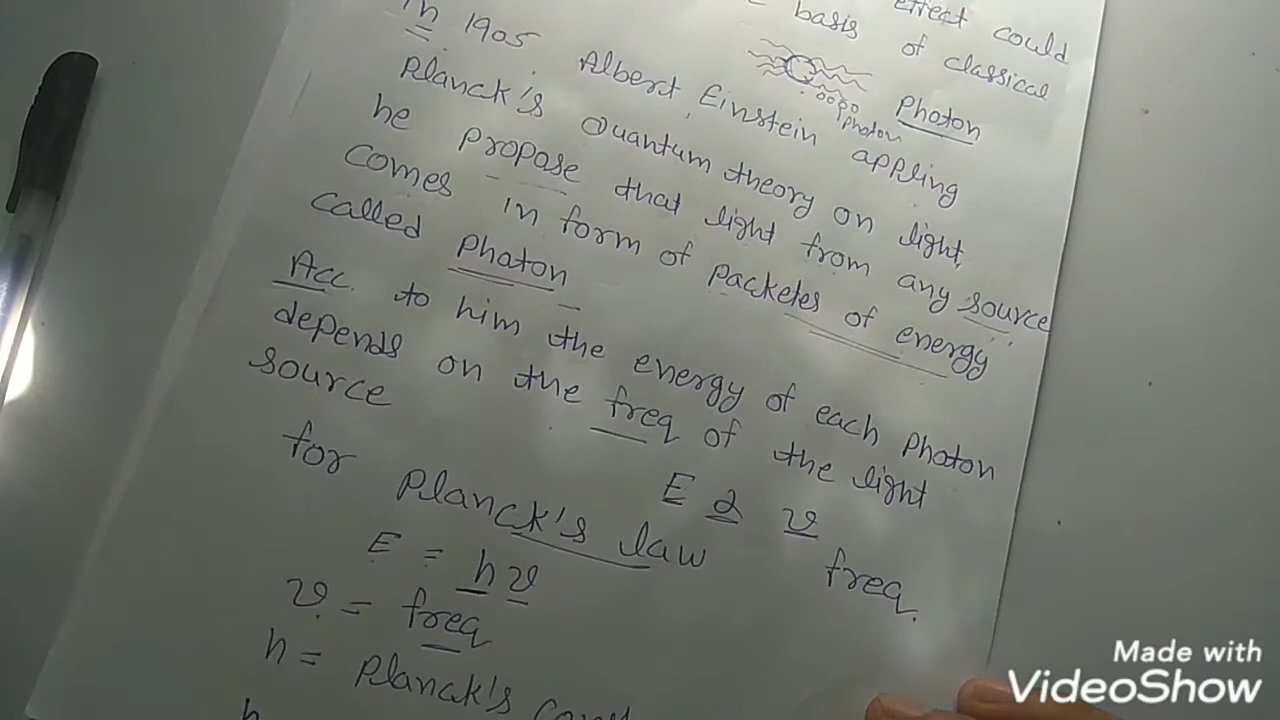 effect could
basis of classical
Photon
Photon
In 1905 Albert Einstein appling
Planck's Quantum theory on light,
he propose that light from any source
comes in form of packetes of energy
called Photon
Acc. to him the energy of each Photon
depends on the freq of the light
source
E α ν
freq.
for Planck's law
E = hν
ν = freq
h = Planak's
h
Made with
VideoShow